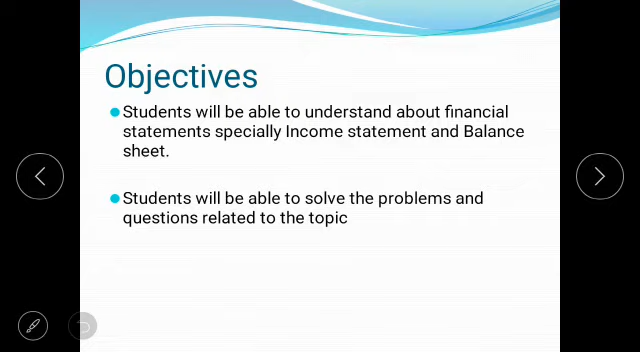 Objectives
Students will be able to understand about financial
statements specially Income statement and Balance
sheet.
Students will be able to solve the problems and
questions related to the topic